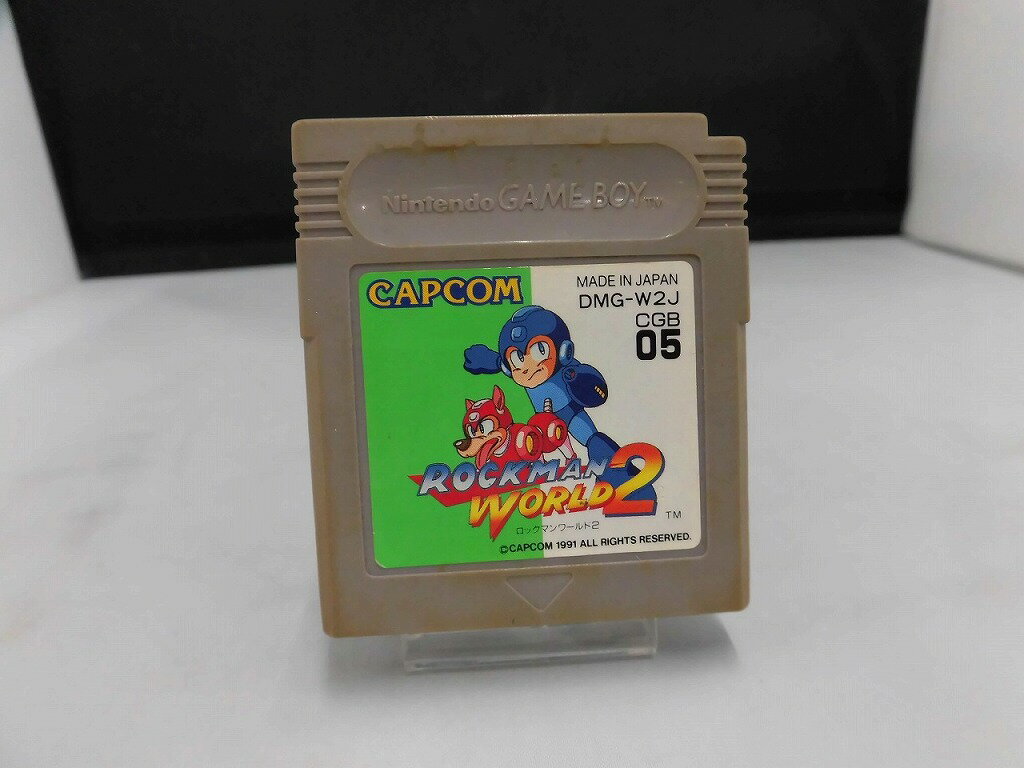 Nintendo GAME BOY TM
CAPCOM
MADE IN JAPAN
DMG-W2J
CGB
05
ROCKMAN
WORLD 2
TM
ロックマンワールド2
©CAPCOM 1991 ALL RIGHTS RESERVED.